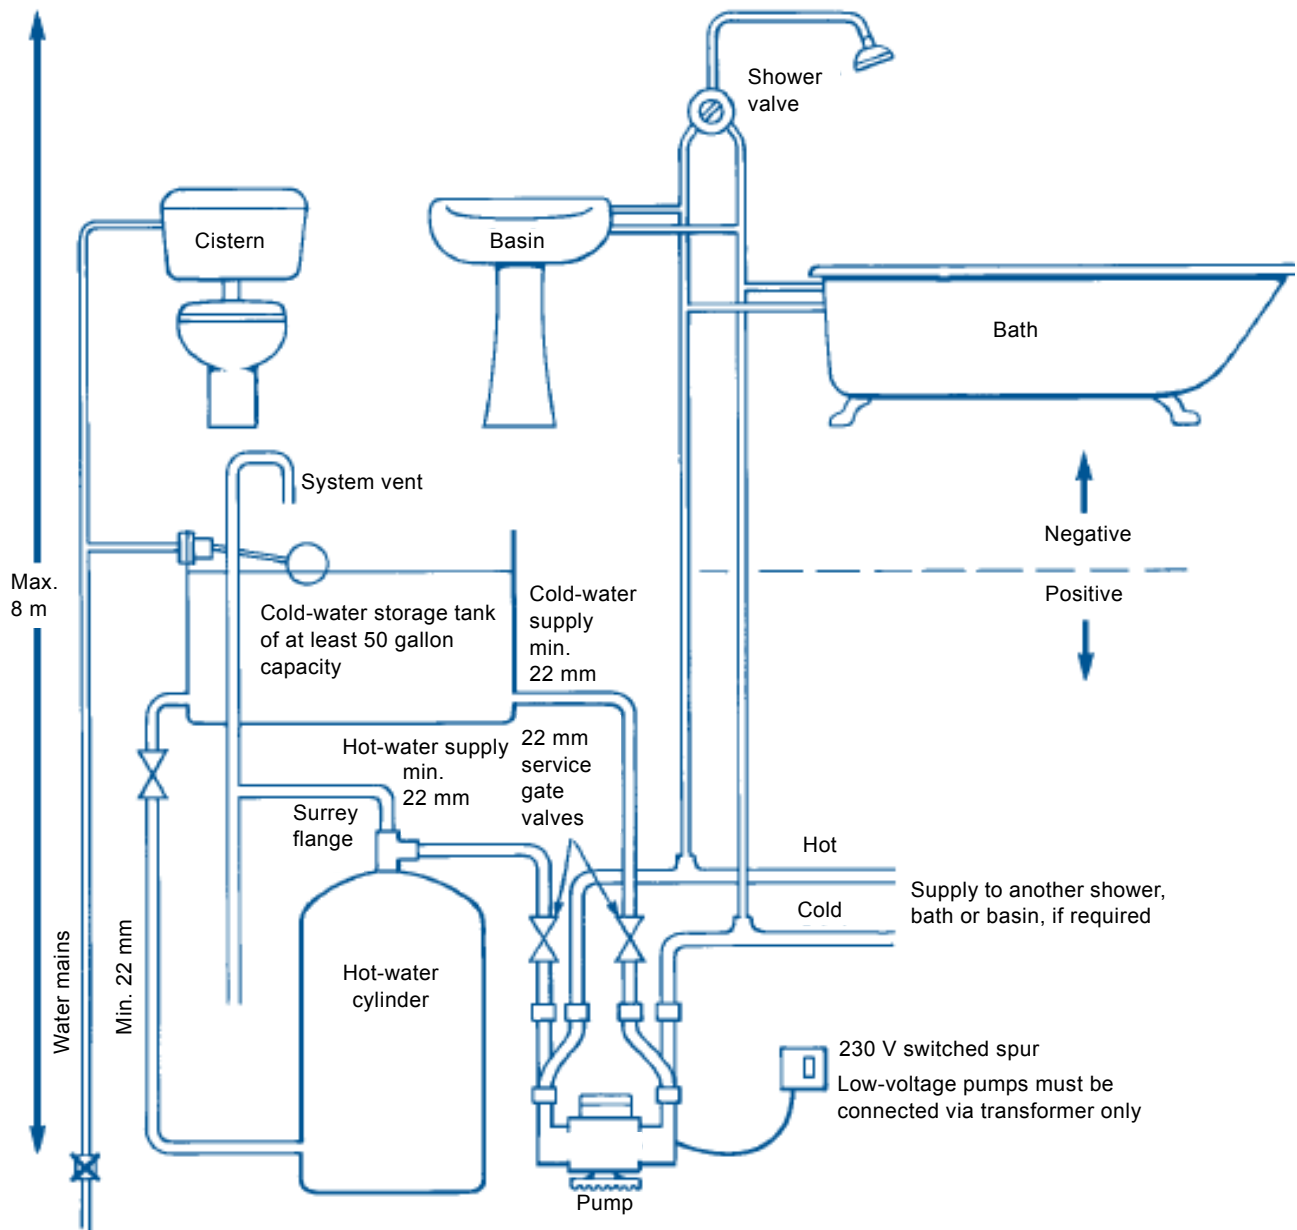 Shower
valve
Cistern
Basin
Bath
System vent
Negative
Positive
Max.
8 m
Cold-water storage tank
of at least 50 gallon
capacity
Cold-water
supply
min.
22 mm
Hot-water supply
min.
22 mm
22 mm
service
gate
valves
Surrey
flange
Hot
Cold
Supply to another shower,
bath or basin, if required
Water mains
Min. 22 mm
Hot-water
cylinder
230 V switched spur
Low-voltage pumps must be
connected via transformer only
Pump